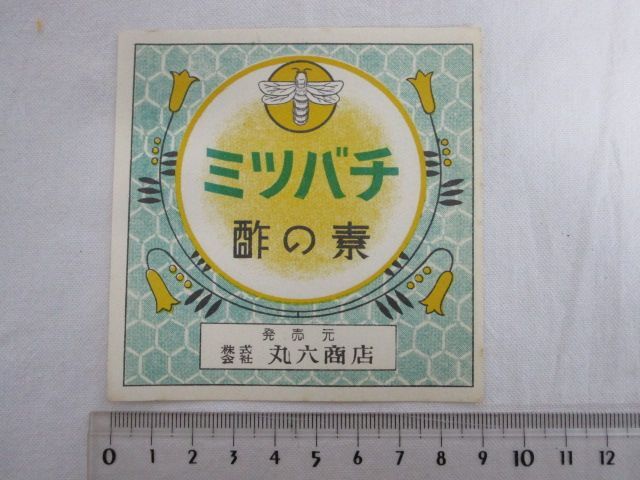 ミツバチ
酢の素
発売元
株式会社 丸六商店
0 1 2 3 4 5 6 7 8 9 10 11 12